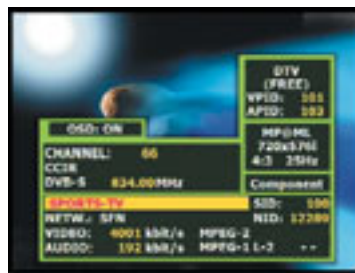 DTV
(FREE)
VPID: 101
APID: 103
OSD: ON
MP@ML
720x576i
4:3 25Hz
CHANNEL: 66
CCIR
DVB-S 834.00MHz
Component
SPORTS-TV
SID: 100
NETW.: SFN
NID: 12289
VIDEO: 4001 kbit/s MPEG-2
AUDIO: 192 kbit/s MPEG-1 L-2 --